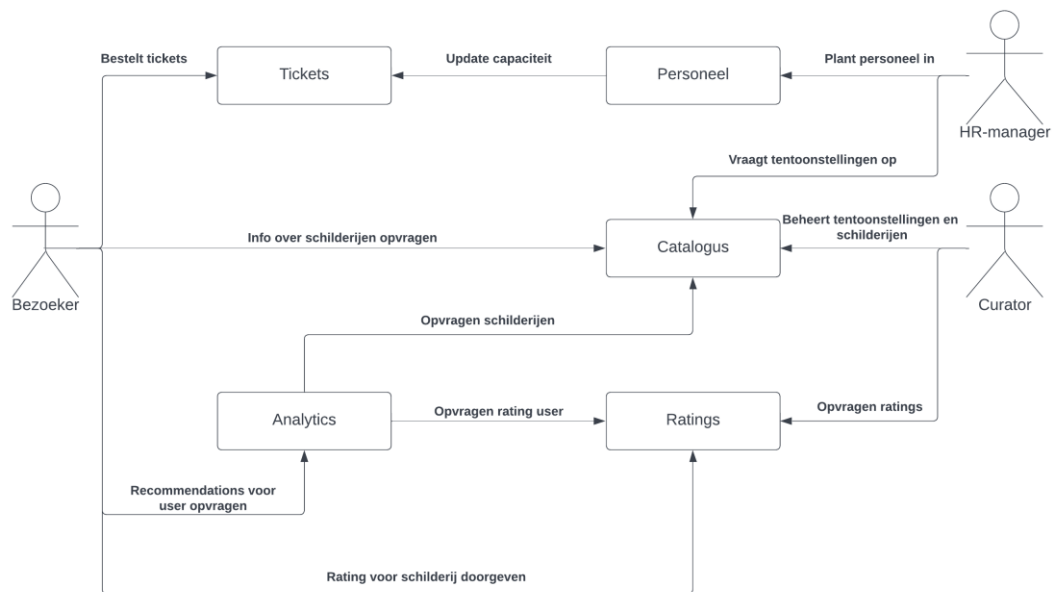 Bestelt tickets
Tickets
Update capaciteit
Personeel
Plant personeel in
HR-manager
Vraagt tentoonstellingen op
Bezoeker
Info over schilderijen opvragen
Catalogus
Beheert tentoonstellingen en
schilderijen
Curator
Opvragen schilderijen
Analytics
Opvragen rating user
Ratings
Opvragen ratings
Recommendations voor
user opvragen
Rating voor schilderij doorgeven